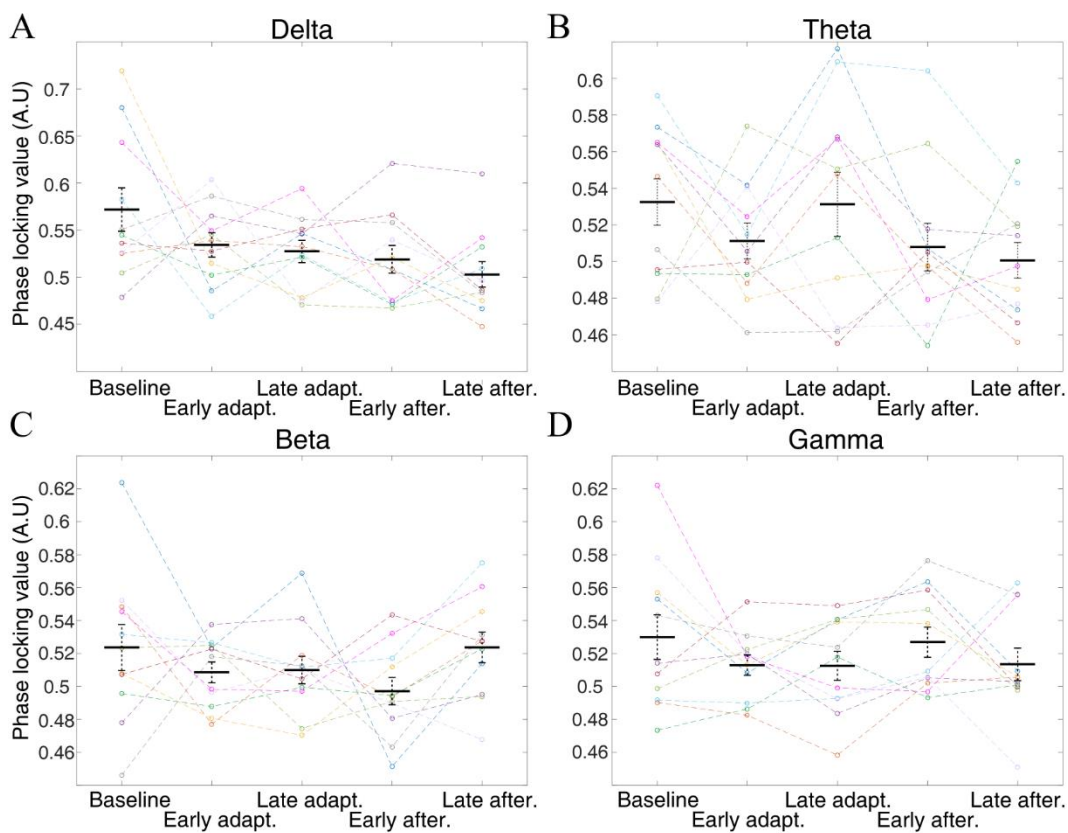 A Delta
Phase locking value (A.U)
0.7
0.65
0.6
0.55
0.5
0.45
Baseline Late adapt. Late after.
Early adapt. Early after.
B Theta
0.6
0.58
0.56
0.54
0.52
0.5
0.48
0.46
Baseline Late adapt. Late after.
Early adapt. Early after.
C Beta
Phase locking value (A.U)
0.62
0.6
0.58
0.56
0.54
0.52
0.5
0.48
0.46
Baseline Late adapt. Late after.
Early adapt. Early after.
D Gamma
0.62
0.6
0.58
0.56
0.54
0.52
0.5
0.48
0.46
Baseline Late adapt. Late after.
Early adapt. Early after.